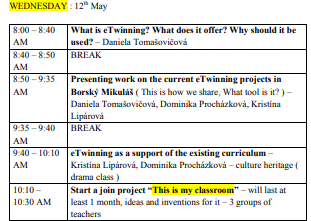 WEDNESDAY : 12th May
8:00 – 8:40 AM
What is eTwinning? What does it offer? Why should it be
used? – Daniela Tomašovičová
8:40 – 8:50 AM
BREAK
8:50 – 9:35 AM
Presenting work on the current eTwinning projects in
Borský Mikuláš ( This is how we share, What tool is it? ) –
Daniela Tomašovičová, Dominika Procházková, Kristína
Lipárová
9:35 – 9:40 AM
BREAK
9:40 – 10:10 AM
eTwinning as a support of the existing curriculum –
Kristína Lipárová, Dominika Procházková – culture heritage (
drama class )
10:10 – 10:30 AM
Start a join project “This is my classroom” – will last at
least 1 month, ideas and inventions for it – 3 groups of
teachers